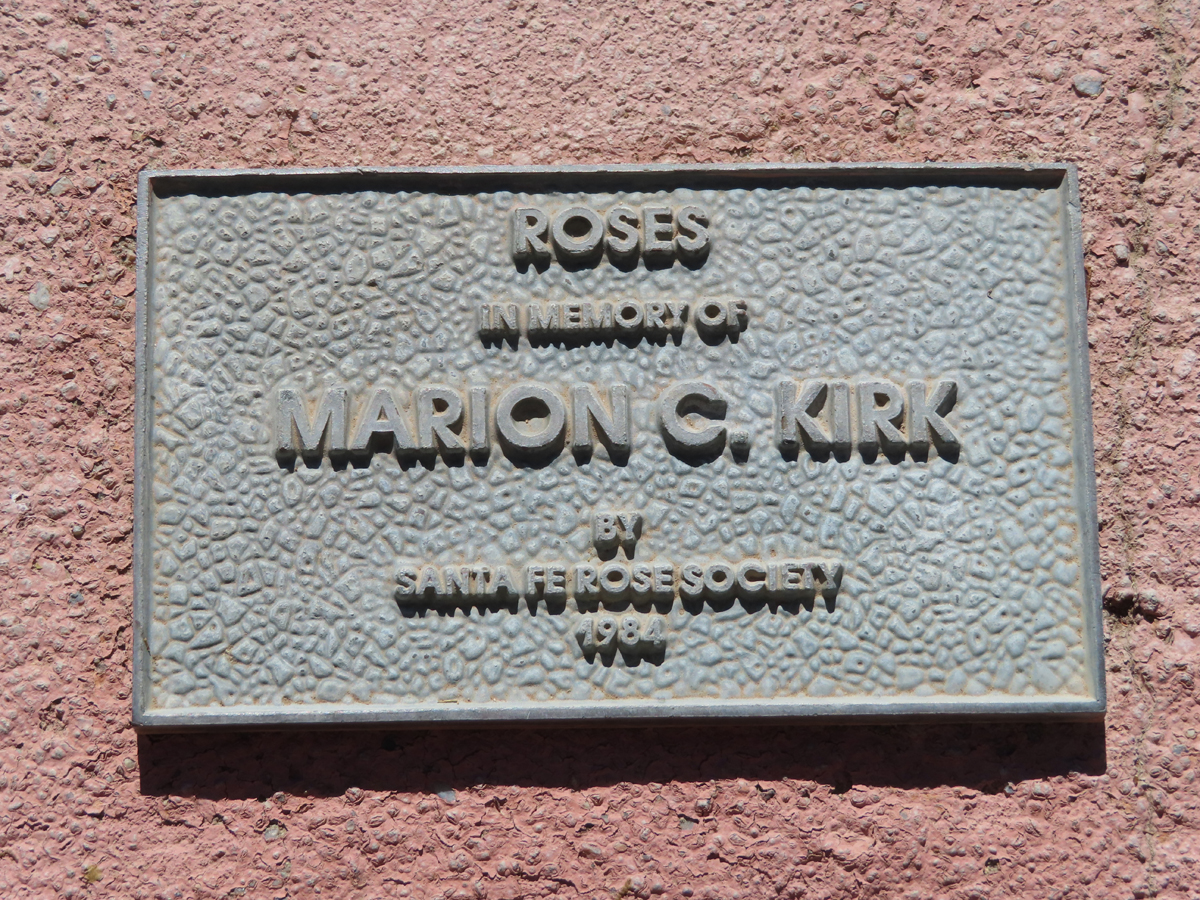 ROSES
IN MEMORY OF
MARION C. KIRK
BY
SANTA FE ROSE SOCIETY
1984